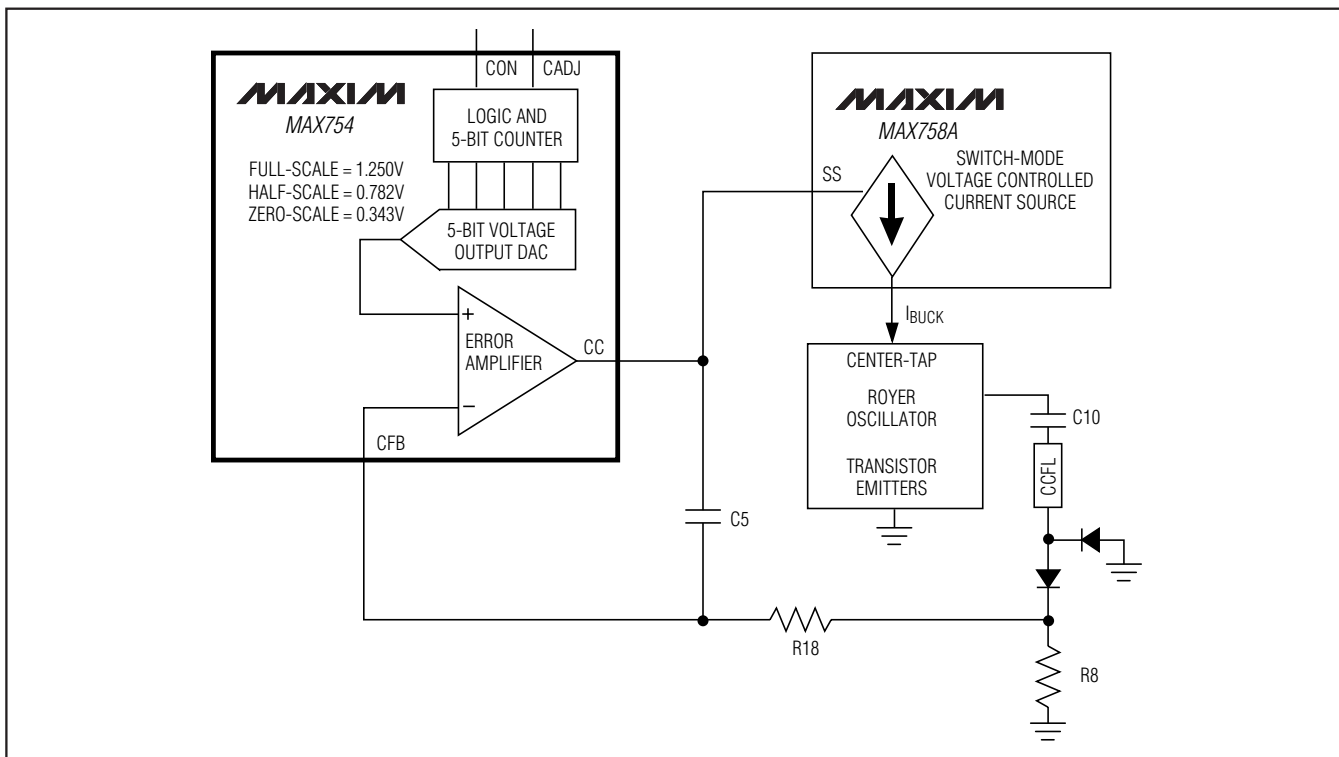 CON CADJ
MAXIM
MAX754
LOGIC AND
5-BIT COUNTER
FULL-SCALE = 1.250V
HALF-SCALE = 0.782V
ZERO-SCALE = 0.343V
5-BIT VOLTAGE
OUTPUT DAC
+
ERROR
AMPLIFIER
−
CC
CFB
MAXIM
MAX758A
SS
SWITCH-MODE
VOLTAGE CONTROLLED
CURRENT SOURCE
IBUCK
CENTER-TAP
ROYER
OSCILLATOR
TRANSISTOR
EMITTERS
C10
CCFL
C5
R18
R8